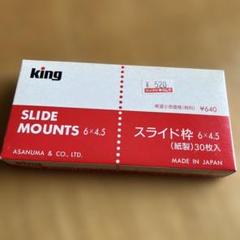 king
¥ 520
希望小売価格(税別) ¥640
SLIDE
MOUNTS 6×4.5
ASANUMA & CO., LTD.
スライド枠 6×4.5
(紙製)30枚入
MADE IN JAPAN